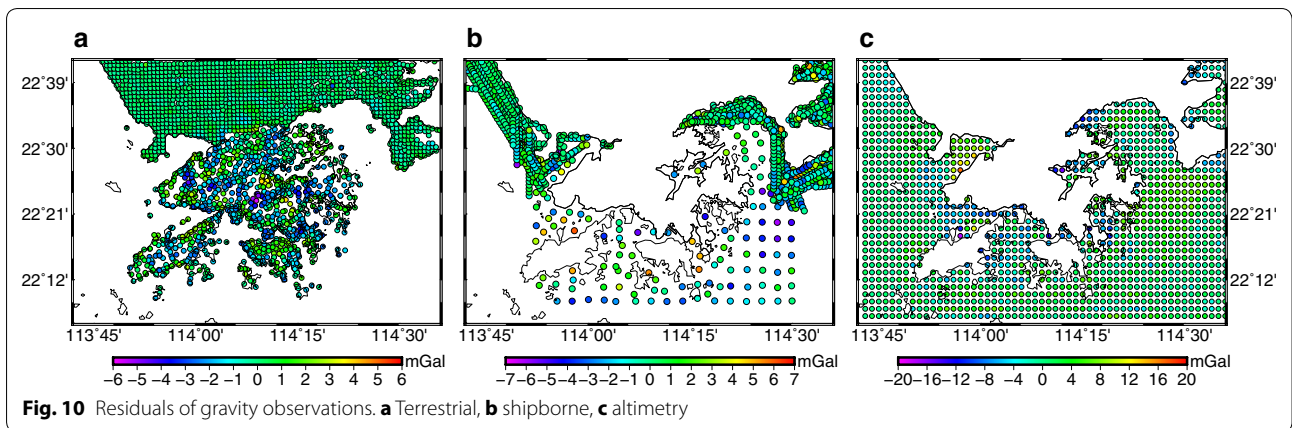 a b c
22°39' 22°39'
22°30' 22°30'
22°21' 22°21'
22°12' 22°12'
113°45' 114°00' 114°15' 114°30' 113°45' 114°00' 114°15' 114°30' 113°45' 114°00' 114°15' 114°30'
mGal mGal mGal
−6 −5 −4 −3 −2 −1 0 1 2 3 4 5 6 −7 −6 −5 −4 −3 −2 −1 0 1 2 3 4 5 6 7 −20 −16 −12 −8 −4 0 4 8 12 16 20
Fig. 10 Residuals of gravity observations. a Terrestrial, b shipborne, c altimetry